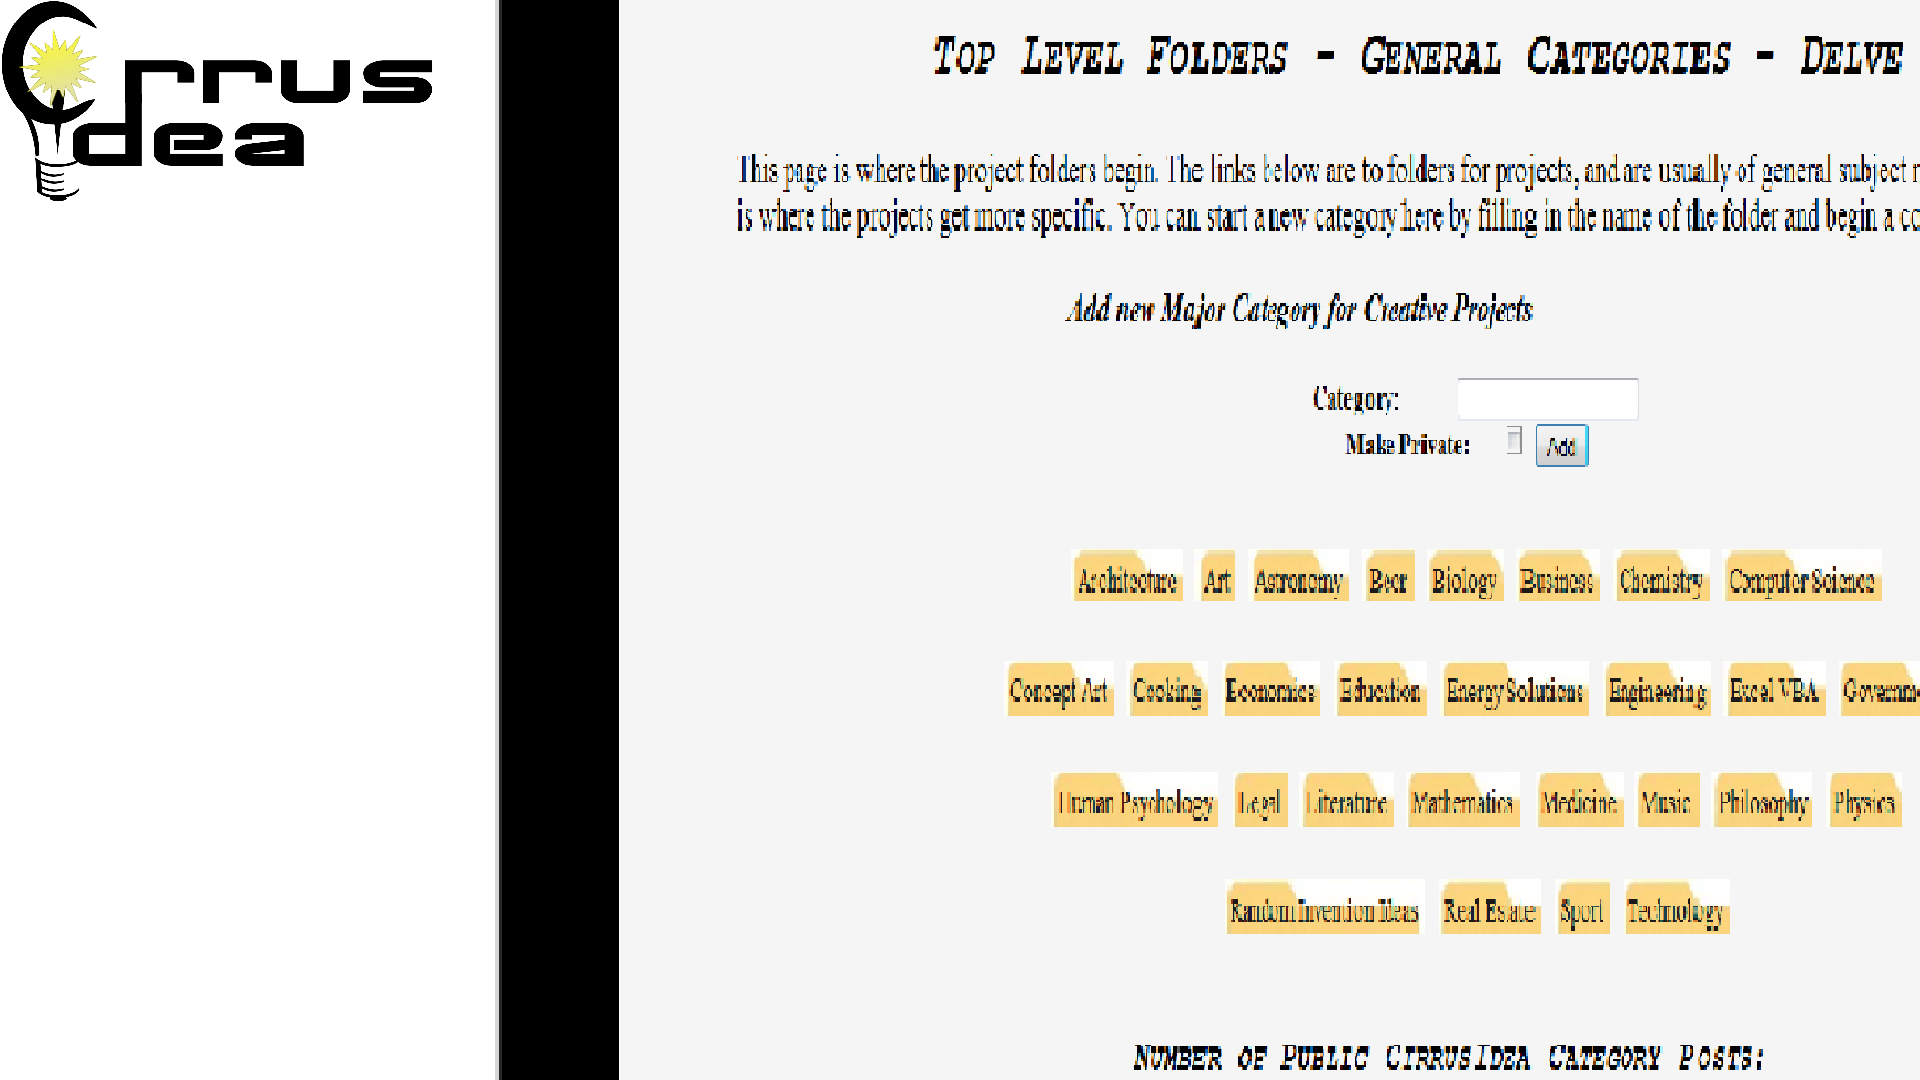 Cirrus
Idea
Top Level Folders - General Categories - Delve
This page is where the project folders begin. The links below are to folders for projects, and are usually of general subject
is where the projects get more specific. You can start a new category here by filling in the name of the folder and begin a
Add new Major Category for Creative Projects
Category:
Make Private: Add
Architecture Art Astronomy Beer Biology Business Chemistry Computer Science
Concept Art Cooking Economics Education Energy Solutions Engineering Excel VBA
Human Psychology Legal Literature Mathematics Medicine Music Philosophy Physics
Random Invention Ideas Real Estate Sport Technology
Number of Public CirrusIdea Category Posts: